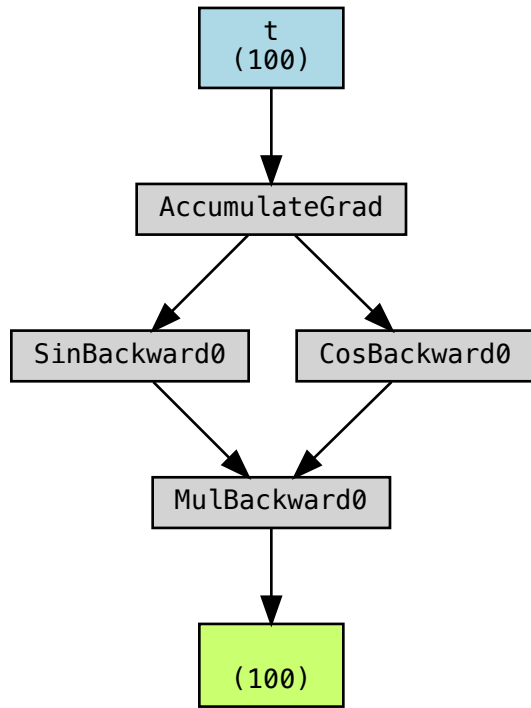 t
(100)
AccumulateGrad
SinBackward0
CosBackward0
MulBackward0
(100)